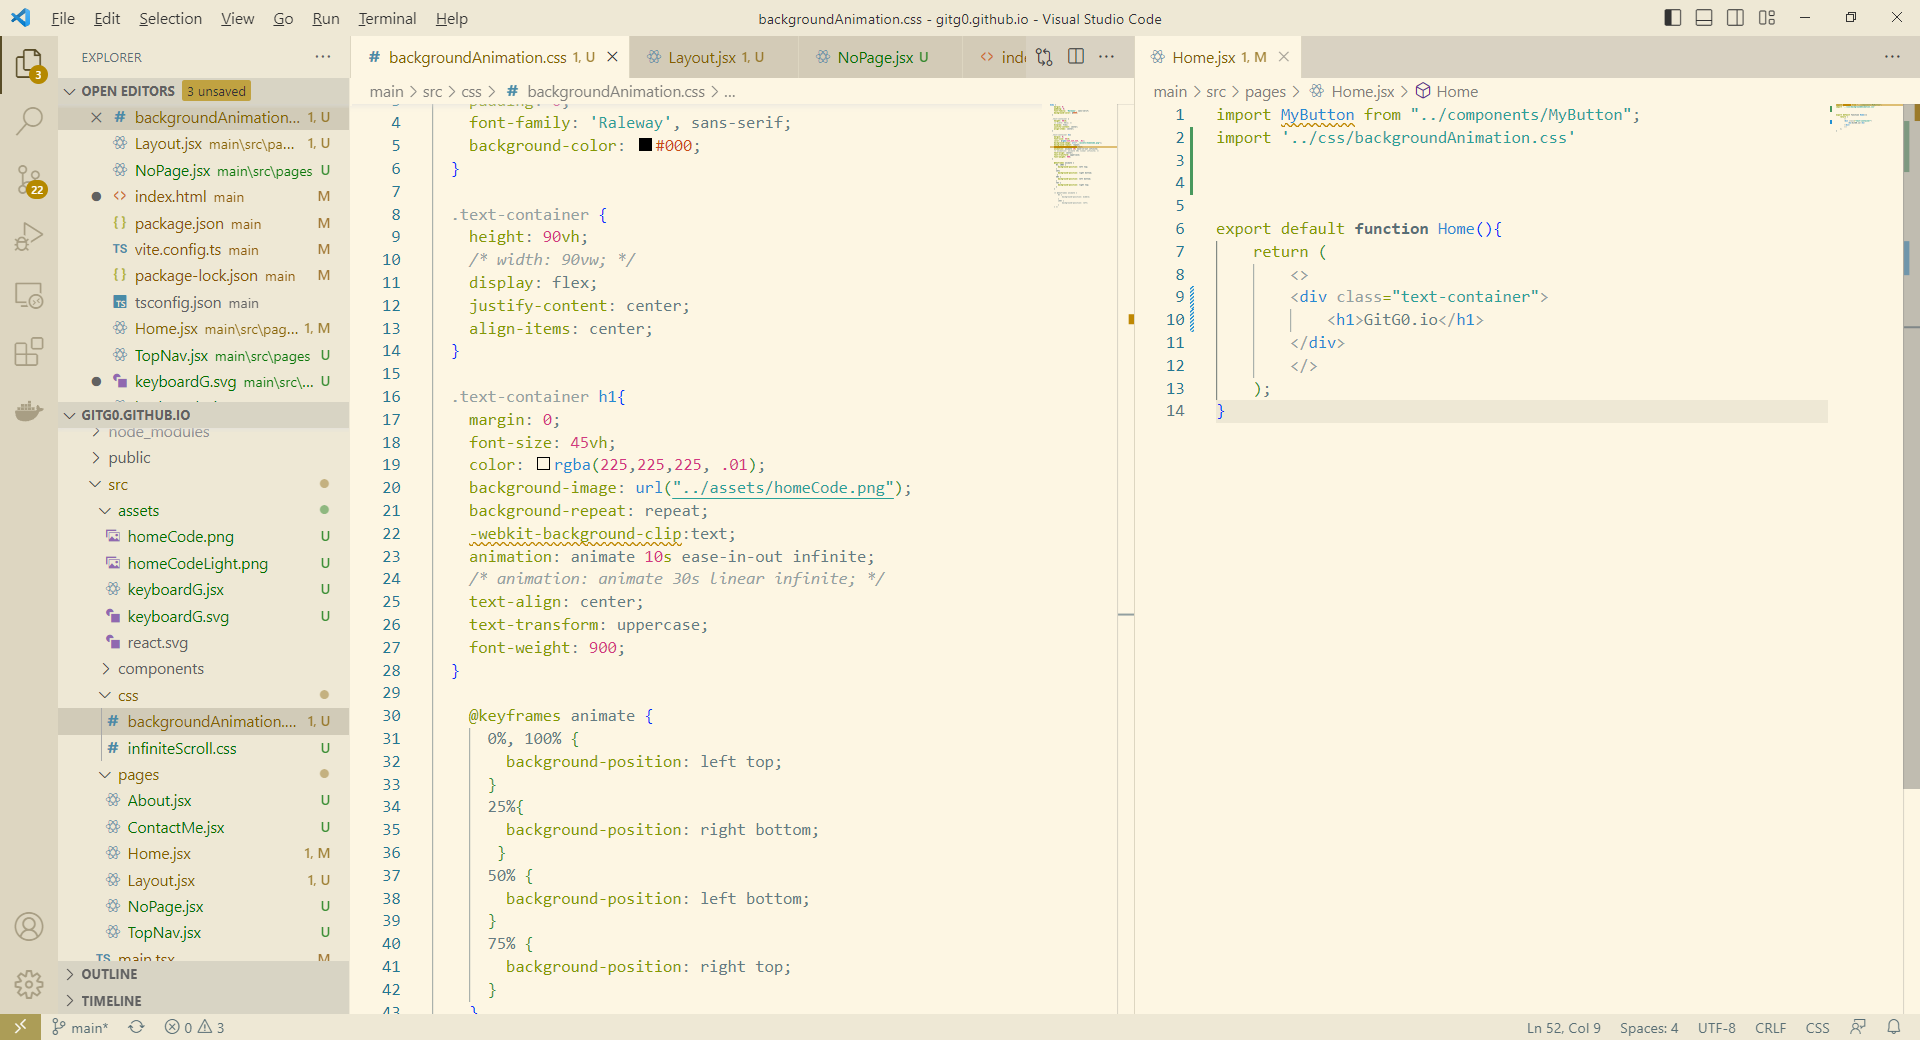 File Edit Selection View Go Run Terminal Help
backgroundAnimation.css - gitg0.github.io - Visual Studio Code
EXPLORER
OPEN EDITORS 3 unsaved
backgroundAnimation... 1, U
Layout.jsx main\src\pa... 1, U
NoPage.jsx main\src\pages U
index.html main M
package.json main M
vite.config.ts main M
package-lock.json main M
tsconfig.json main
Home.jsx main\src\pag... 1, M
TopNav.jsx main\src\pages U
keyboardG.svg main\src\... U
GITG0.GITHUB.IO
node_modules
public
src
assets
homeCode.png U
homeCodeLight.png U
keyboardG.jsx U
keyboardG.svg U
react.svg
components
css
backgroundAnimation.... 1, U
infiniteScroll.css U
pages
About.jsx U
ContactMe.jsx U
Home.jsx 1, M
Layout.jsx 1, U
NoPage.jsx U
TopNav.jsx U
main.tsx M
OUTLINE
TIMELINE
3
22
backgroundAnimation.css 1, U
Layout.jsx 1, U
NoPage.jsx U
main > src > css > # backgroundAnimation.css > ...
4 font-family: 'Raleway', sans-serif;
5 background-color: #000;
6 }
7
8 .text-container {
9 height: 90vh;
10 /* width: 90vw; */
11 display: flex;
12 justify-content: center;
13 align-items: center;
14 }
15
16 .text-container h1{
17 margin: 0;
18 font-size: 45vh;
19 color: rgba(225,225,225, .01);
20 background-image: url("../assets/homeCode.png");
21 background-repeat: repeat;
22 -webkit-background-clip:text;
23 animation: animate 10s ease-in-out infinite;
24 /* animation: animate 30s linear infinite; */
25 text-align: center;
26 text-transform: uppercase;
27 font-weight: 900;
28 }
29
30 @keyframes animate {
31 0%, 100% {
32 background-position: left top;
33 }
34 25%{
35 background-position: right bottom;
36 }
37 50% {
38 background-position: left bottom;
39 }
40 75% {
41 background-position: right top;
42 }
43 }
Home.jsx 1, M
main > src > pages > Home.jsx > Home
1 import MyButton from "../components/MyButton";
2 import '../css/backgroundAnimation.css'
3
4
5
6 export default function Home(){
7 return (
8 <>
9 <div class="text-container">
10 <h1>GitG0.io</h1>
11 </div>
12 </>
13 );
14 }
main* 0 3
Ln 52, Col 9 Spaces: 4 UTF-8 CRLF CSS